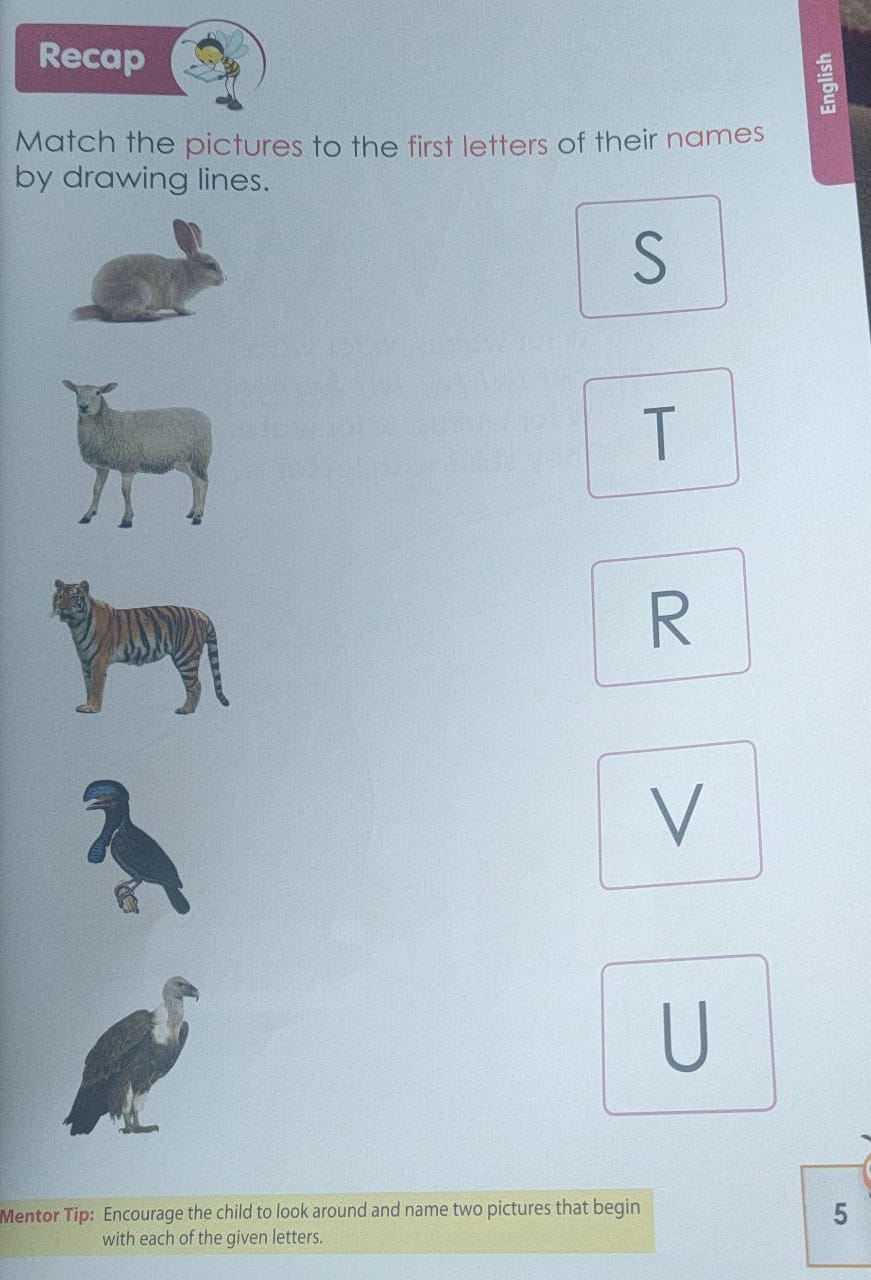 Recap
English
Match the pictures to the first letters of their names
by drawing lines.
S
T
R
V
U
Mentor Tip: Encourage the child to look around and name two pictures that begin
with each of the given letters.
5